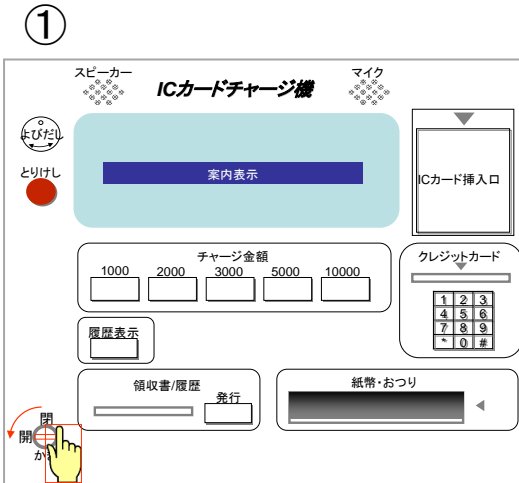 ①
スピーカー
ICカードチャージ機
マイク
よびだし
とりけし
案内表示
ICカード挿入口
チャージ金額
1000 2000 3000 5000 10000
クレジットカード
1 2 3
4 5 6
7 8 9
* 0 #
履歴表示
領収書/履歴
発行
紙幣・おつり
閉
開
か